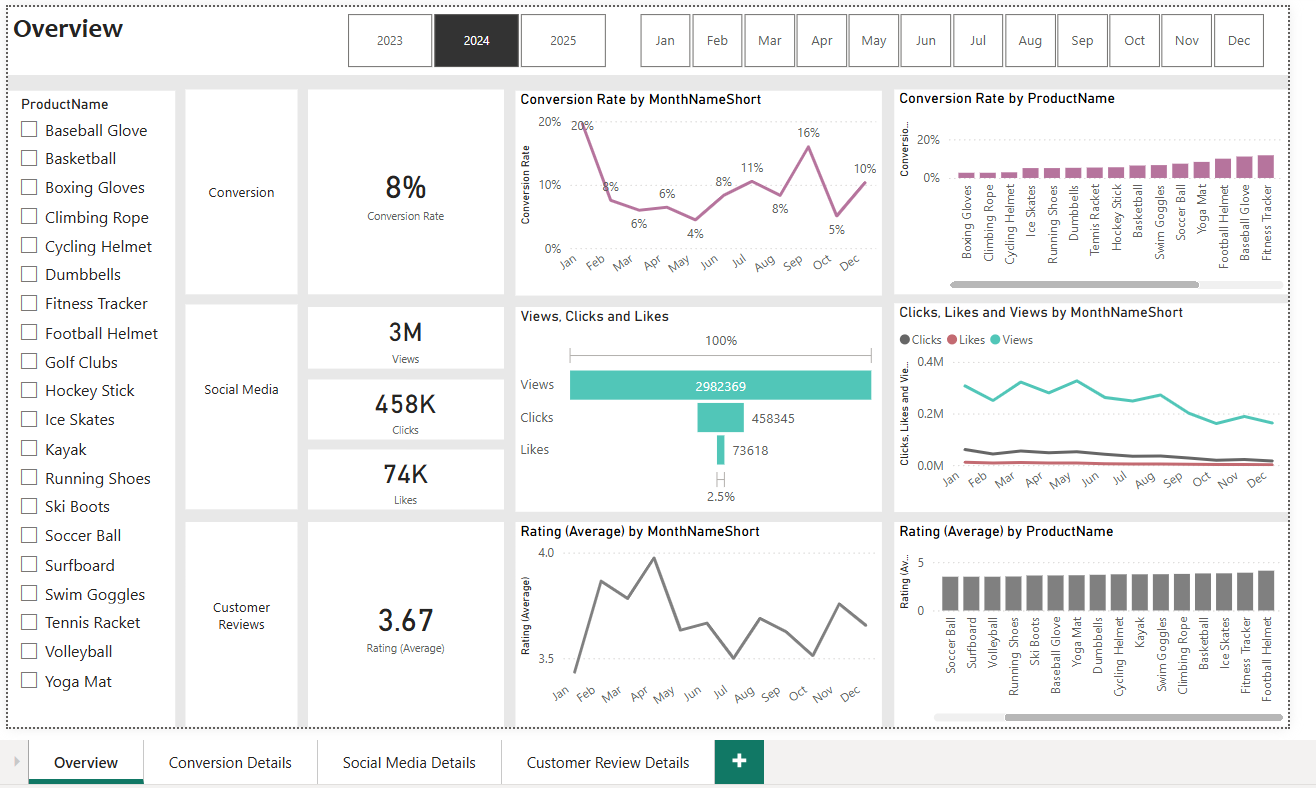 Overview
2023
2024
2025
Jan
Feb
Mar
Apr
May
Jun
Jul
Aug
Sep
Oct
Nov
Dec
ProductName
Baseball Glove
Basketball
Boxing Gloves
Climbing Rope
Cycling Helmet
Dumbbells
Fitness Tracker
Football Helmet
Golf Clubs
Hockey Stick
Ice Skates
Kayak
Running Shoes
Ski Boots
Soccer Ball
Surfboard
Swim Goggles
Tennis Racket
Volleyball
Yoga Mat
Conversion
8%
Conversion Rate
Conversion Rate by MonthNameShort
Conversion Rate
20%
10%
0%
20%
8%
6%
6%
4%
8%
11%
8%
16%
5%
10%
Jan
Feb
Mar
Apr
May
Jun
Jul
Aug
Sep
Oct
Dec
Conversion Rate by ProductName
Conversio...
20%
0%
Boxing Gloves
Climbing Rope
Cycling Helmet
Ice Skates
Running Shoes
Dumbbells
Tennis Racket
Hockey Stick
Basketball
Swim Goggles
Soccer Ball
Yoga Mat
Football Helmet
Baseball Glove
Fitness Tracker
Social Media
3M
Views
458K
Clicks
74K
Likes
Views, Clicks and Likes
100%
Views
2982369
Clicks
458345
Likes
73618
2.5%
Clicks, Likes and Views by MonthNameShort
Clicks
Likes
Views
Clicks, Likes and Vie...
0.4M
0.2M
0.0M
Jan
Feb
Mar
Apr
May
Jun
Jul
Aug
Sep
Oct
Nov
Dec
Customer
Reviews
3.67
Rating (Average)
Rating (Average) by MonthNameShort
Rating (Average)
4.0
3.5
Jan
Feb
Mar
Apr
May
Jun
Jul
Aug
Sep
Oct
Nov
Dec
Rating (Average) by ProductName
Rating (Av...
5
0
Soccer Ball
Surfboard
Volleyball
Running Shoes
Ski Boots
Baseball Glove
Yoga Mat
Dumbbells
Cycling Helmet
Kayak
Swim Goggles
Climbing Rope
Basketball
Ice Skates
Fitness Tracker
Football Helmet
Overview
Conversion Details
Social Media Details
Customer Review Details
+